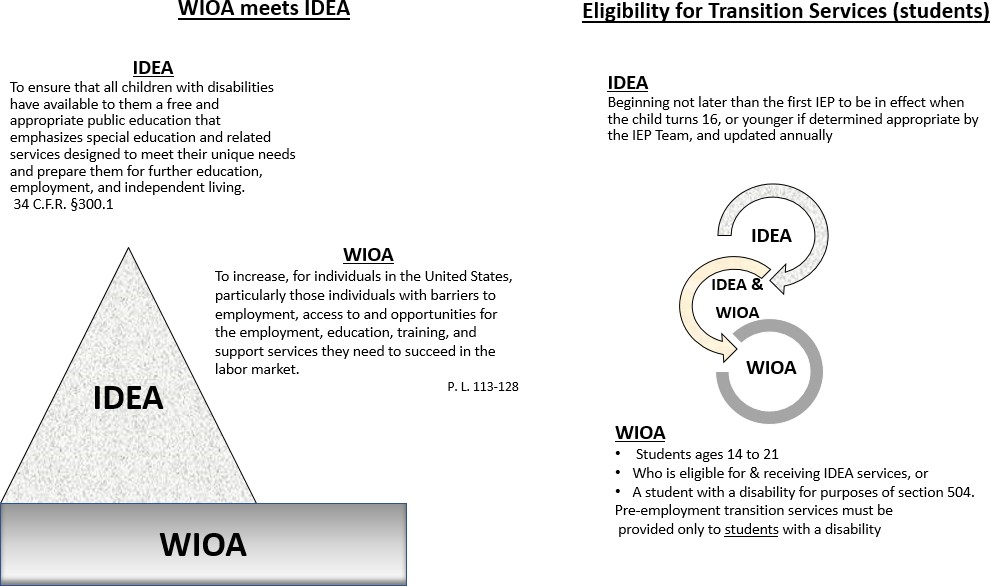 WIOA meets IDEA
IDEA
To ensure that all children with disabilities
have available to them a free and
appropriate public education that
emphasizes special education and related
services designed to meet their unique needs
and prepare them for further education,
employment, and independent living.
34 C.F.R. §300.1
WIOA
To increase, for individuals in the United States,
particularly those individuals with barriers to
employment, access to and opportunities for
the employment, education, training, and
support services they need to succeed in the
labor market.
P. L. 113-128
IDEA
WIOA
Eligibility for Transition Services (students)
IDEA
Beginning not later than the first IEP to be in effect when
the child turns 16, or younger if determined appropriate by
the IEP Team, and updated annually
IDEA
IDEA &
WIOA
WIOA
WIOA
• Students ages 14 to 21
• Who is eligible for & receiving IDEA services, or
• A student with a disability for purposes of section 504.
Pre-employment transition services must be
provided only to students with a disability